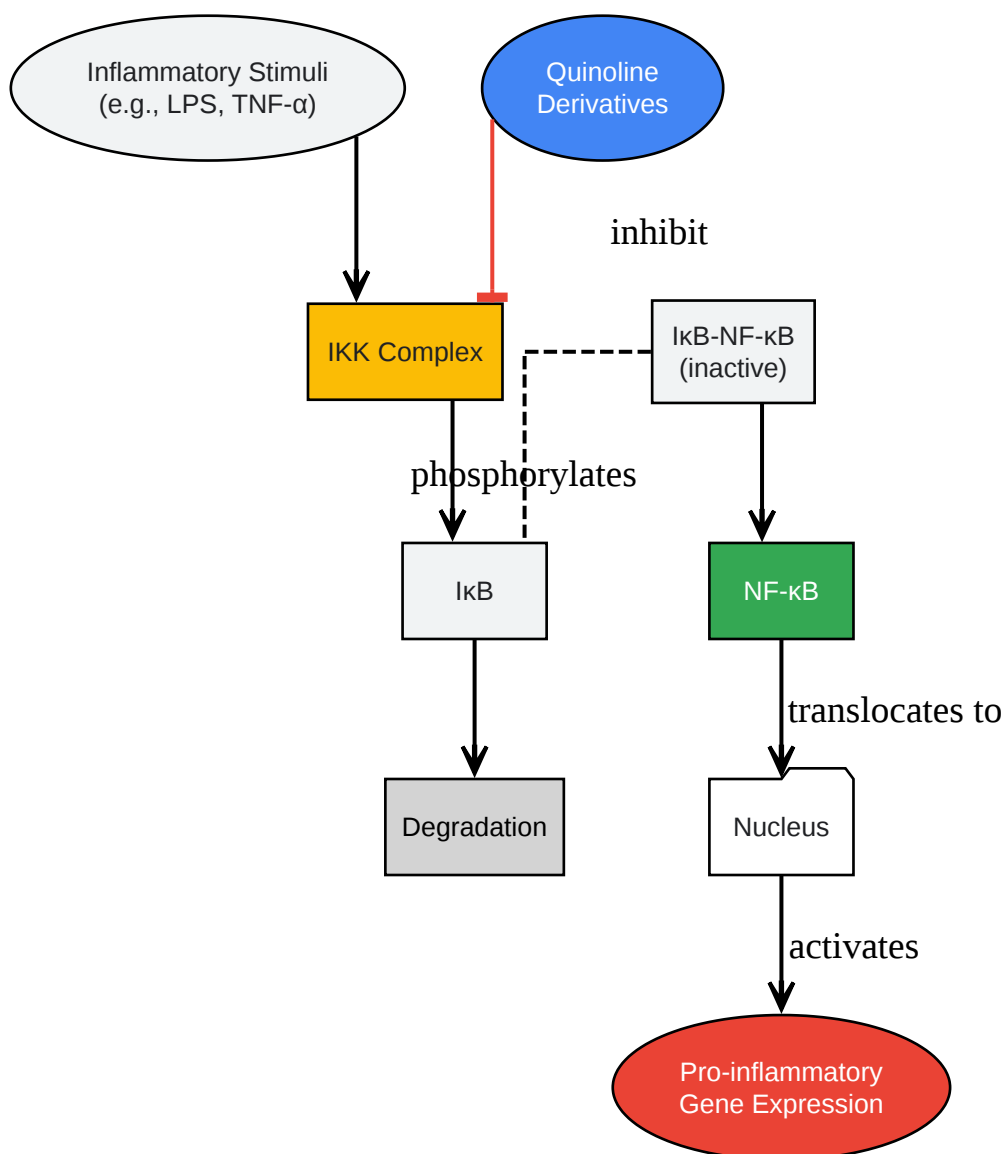 Inflammatory Stimuli
(e.g., LPS, TNF-α)
Quinoline
Derivatives
inhibit
IKK Complex
IκB-NF-κB
(inactive)
phosphorylates
IκB
NF-κB
translocates to
Degradation
Nucleus
activates
Pro-inflammatory
Gene Expression